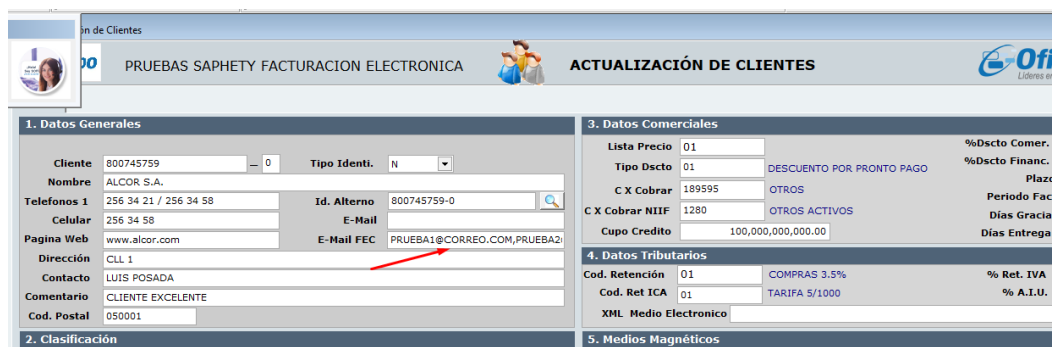 ón de Clientes
PRUEBAS SAPHETY FACTURACION ELECTRONICA
ACTUALIZACIÓN DE CLIENTES
Ofi
Líderes en
1. Datos Generales
Cliente 800745759 _ 0 Tipo Identi. N
Nombre ALCOR S.A.
Telefonos 1 256 34 21 / 256 34 58 Id. Alterno 800745759-0
Celular 256 34 58 E-Mail
Pagina Web www.alcor.com E-Mail FEC PRUEBA1@CORREO.COM,PRUEBA2
Dirección CLL 1
Contacto LUIS POSADA
Comentario CLIENTE EXCELENTE
Cod. Postal 050001
2. Clasificación
3. Datos Comerciales
Lista Precio 01 %Dscto Comer.
Tipo Dscto 01 DESCUENTO POR PRONTO PAGO %Dscto Financ.
Plazo
C X Cobrar 189595 OTROS Periodo Fac
C X Cobrar NIIF 1280 OTROS ACTIVOS Días Gracia
Cupo Credito 100,000,000,000.00 Días Entrega
4. Datos Tributarios
Cod. Retención 01 COMPRAS 3.5% % Ret. IVA
Cod. Ret ICA 01 TARIFA 5/1000 % A.I.U.
XML Medio Electronico
5. Medios Magnéticos